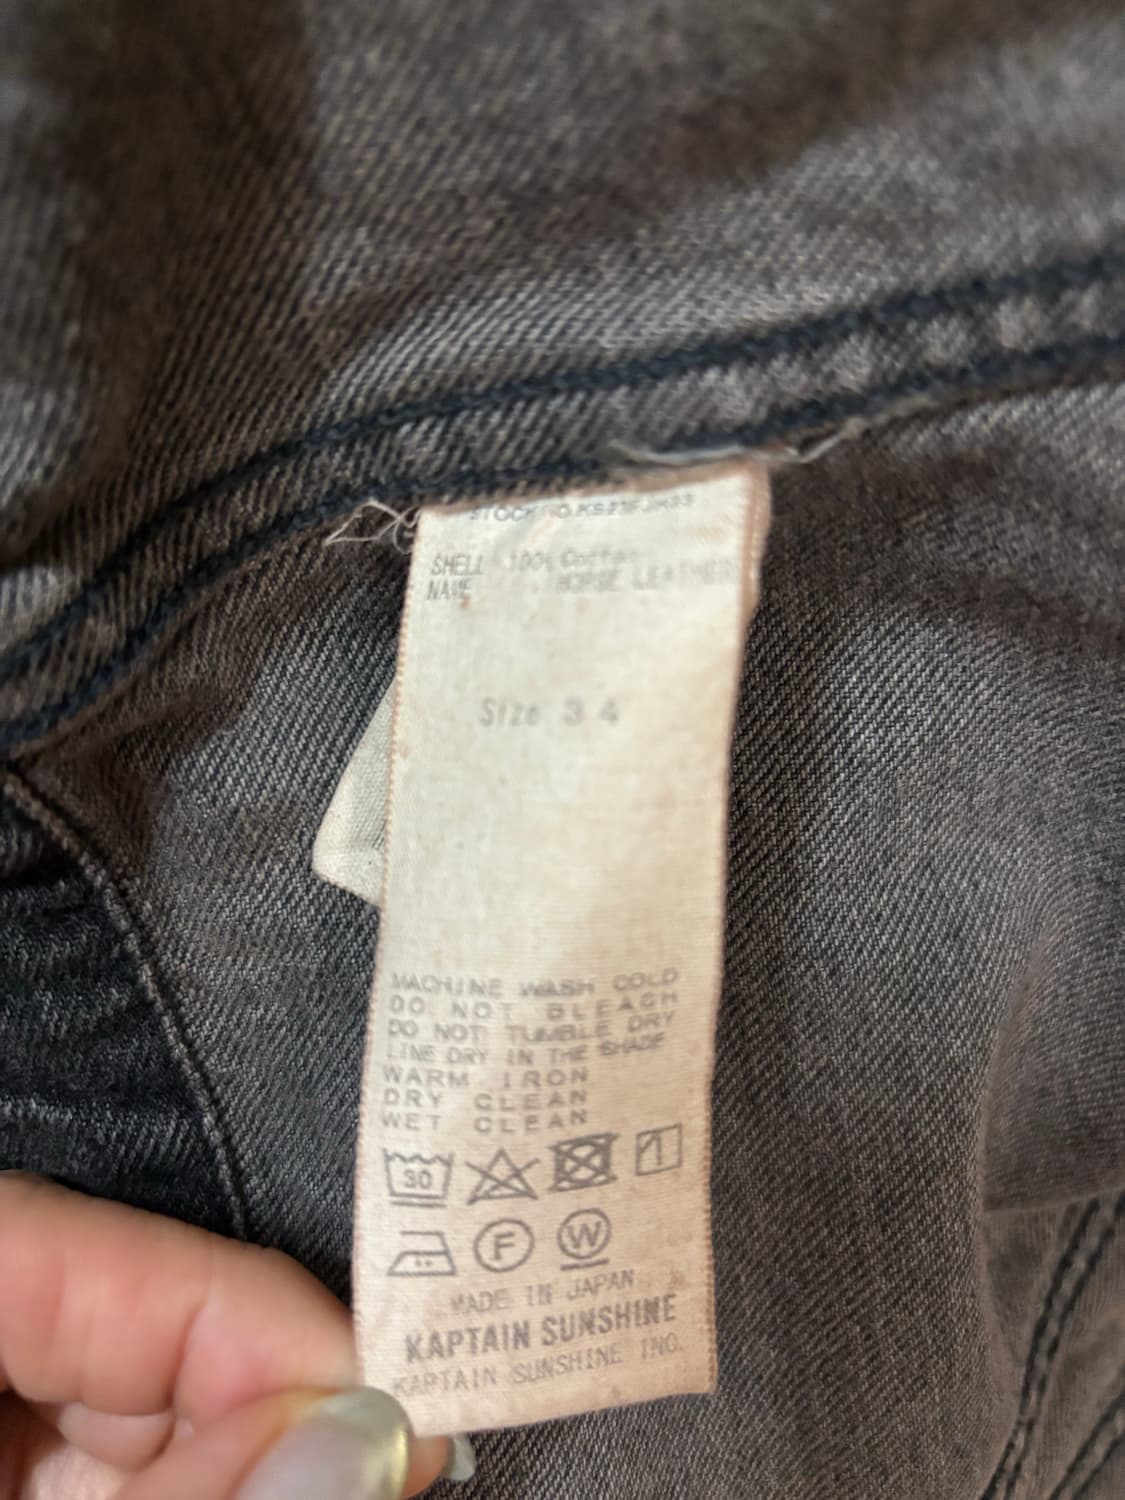 SHELL 100% Cotton
NAME HORSE LEATHER
Size 34
MACHINE WASH COLD
DO NOT BLEACH
DO NOT TUMBLE DRY
LINE DRY IN THE SHADE
WARM IRON
DRY CLEAN
WET CLEAN
30
F W
MADE IN JAPAN
KAPTAIN SUNSHINE
KAPTAIN SUNSHINE INC.